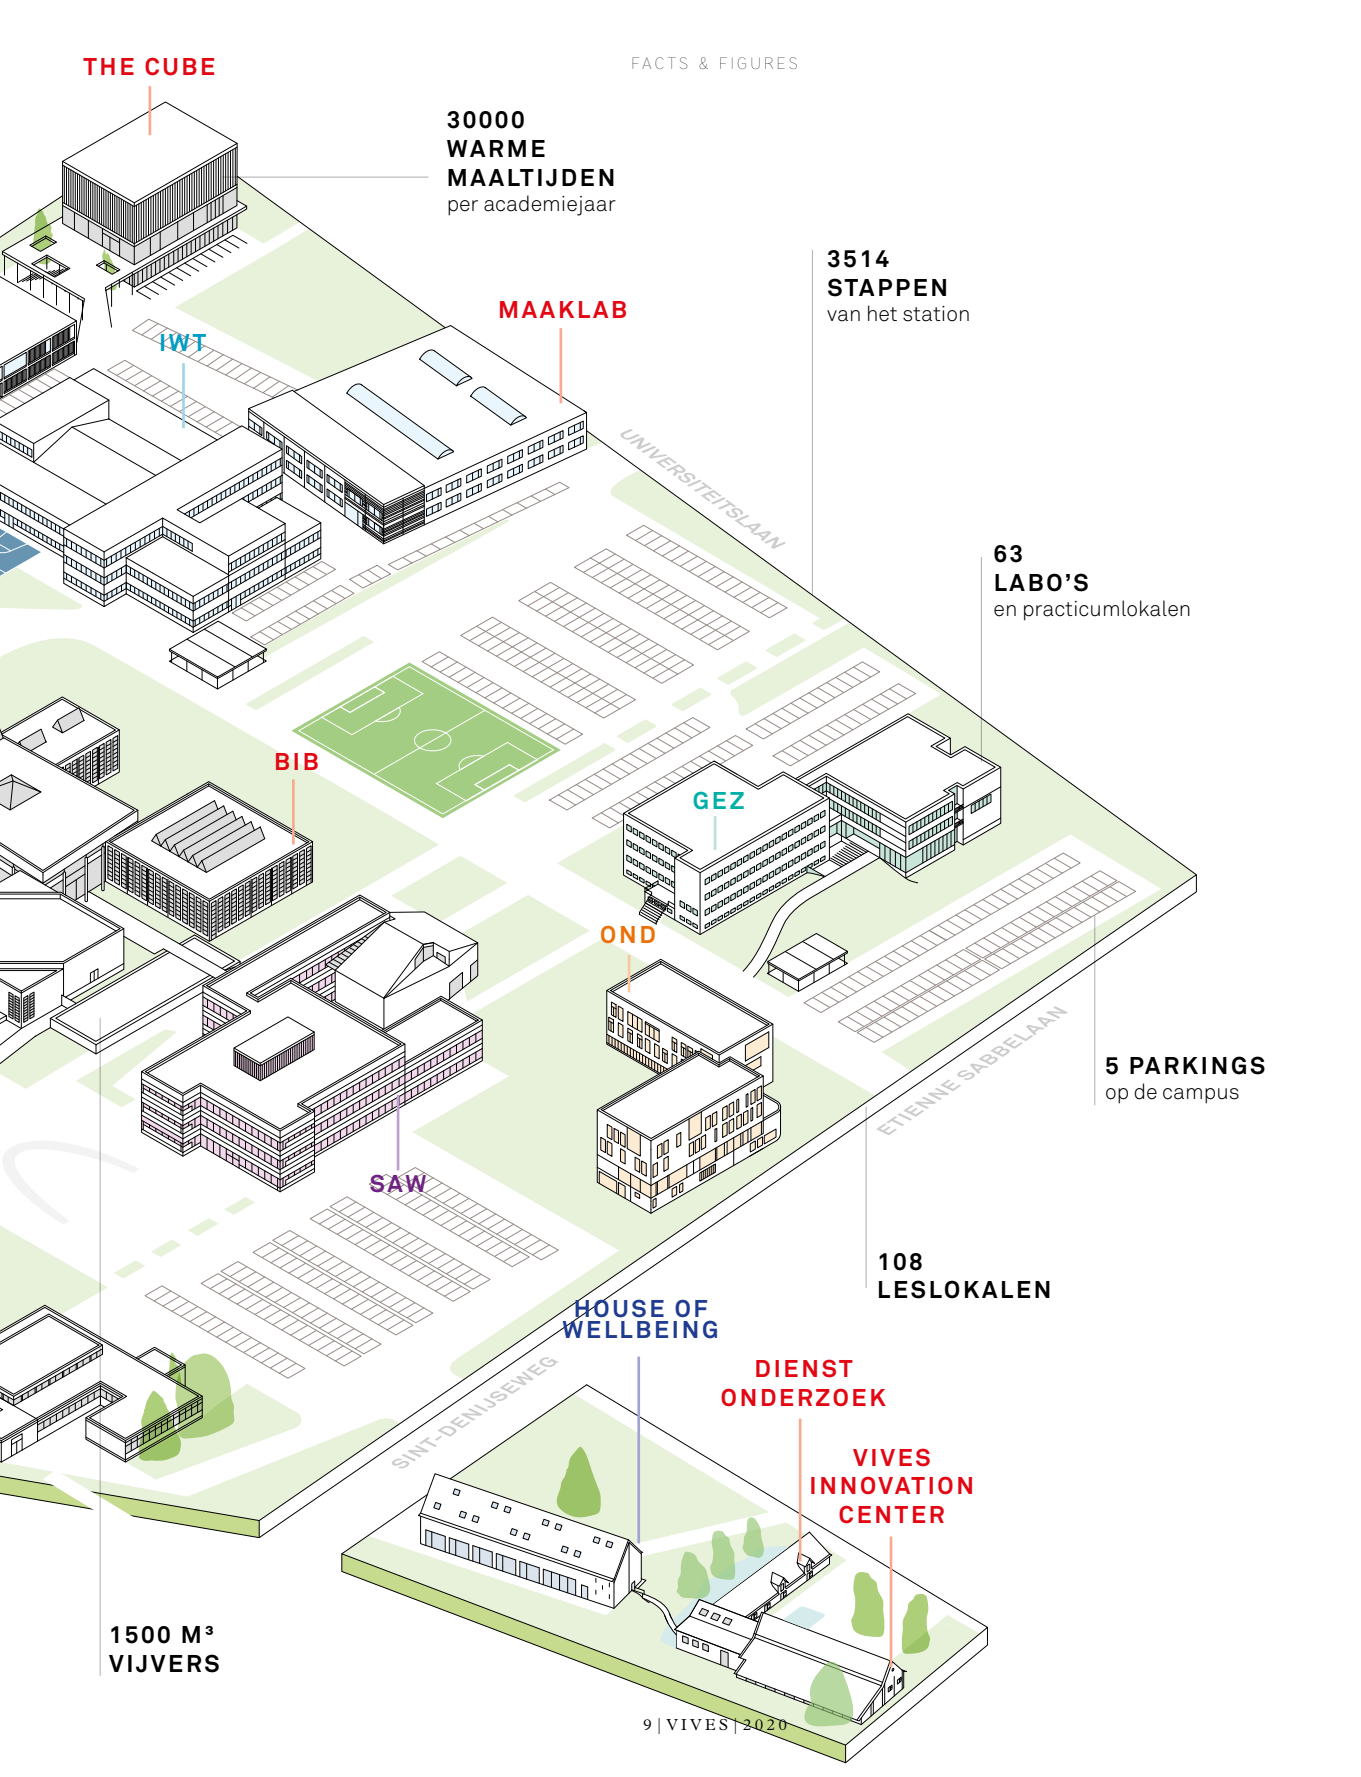 FACTS & FIGURES
THE CUBE
30000
WARME
MAALTIJDEN
per academiejaar
3514
STAPPEN
van het station
MAAKLAB
IWT
UNIVERSITEITSLAAN
63
LABO’S
en practicumlokalen
BIB
GEZ
OND
ETIENNE SABBELAAN
5 PARKINGS
op de campus
SAW
108
LESLOKALEN
HOUSE OF
WELLBEING
SINT-DENIJSEWEG
DIENST
ONDERZOEK
VIVES
INNOVATION
CENTER
1500 M³
VIJVERS
9|VIVES|2020